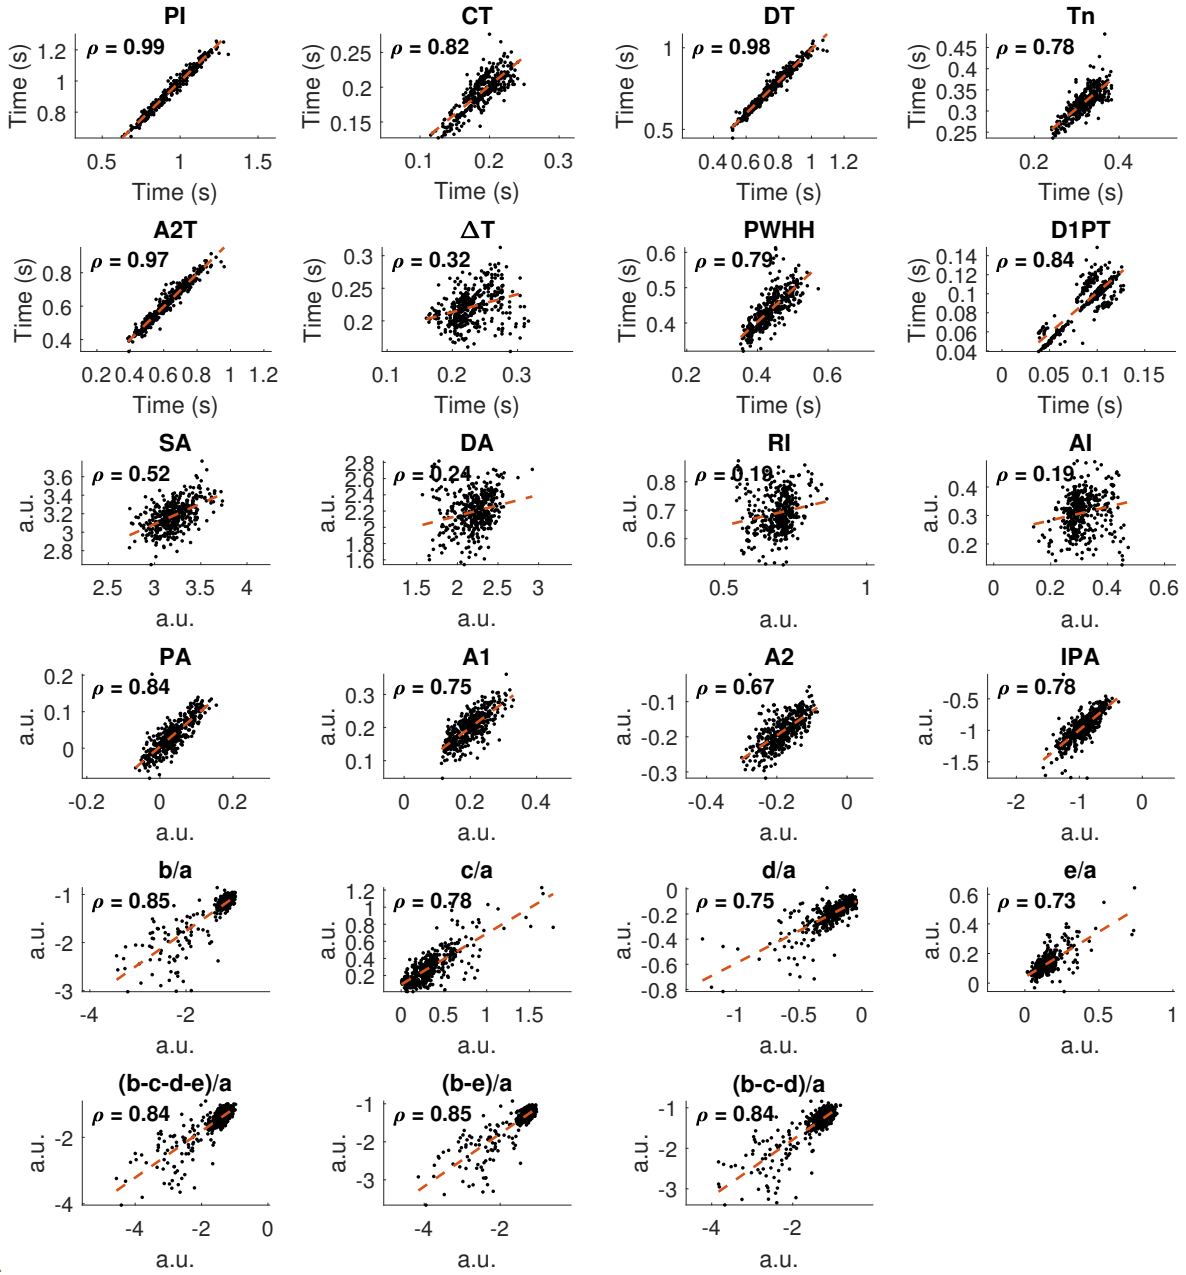 PI CT DT Tn
ρ = 0.99 ρ = 0.82 ρ = 0.98 ρ = 0.78
Time (s) 1.2 1 0.8 Time (s) 0.25 0.2 0.15 Time (s) 1 0.5 Time (s) 0.45 0.4 0.35 0.3 0.25
0.5 1 1.5 0.1 0.2 0.3 0.4 0.6 0.8 1 1.2 0.2 0.4
Time (s) Time (s) Time (s) Time (s)
A2T ΔT PWHH D1PT
ρ = 0.97 ρ = 0.32 ρ = 0.79 ρ = 0.84
Time (s) 0.8 0.6 0.4 Time (s) 0.3 0.25 0.2 Time (s) 0.6 0.5 0.4 Time (s) 0.14 0.12 0.1 0.08 0.06 0.04
0.2 0.4 0.6 0.8 1 1.2 0.1 0.2 0.3 0.2 0.4 0.6 0 0.05 0.1 0.15
Time (s) Time (s) Time (s) Time (s)
SA DA RI AI
ρ = 0.52 ρ = 0.24 ρ = 0.19 ρ = 0.19
a.u. 3.6 3.4 3.2 3 2.8 a.u. 2.8 2.6 2.4 2.2 2 1.8 1.6 a.u. 0.8 0.7 0.6 a.u. 0.4 0.3 0.2
2.5 3 3.5 4 1.5 2 2.5 3 0.5 1 0 0.2 0.4 0.6
a.u. a.u. a.u. a.u.
PA A1 A2 IPA
ρ = 0.84 ρ = 0.75 ρ = 0.67 ρ = 0.78
a.u. 0.2 0.1 0 a.u. 0.3 0.2 0.1 a.u. -0.1 -0.2 -0.3 a.u. -0.5 -1 -1.5
-0.2 0 0.2 0 0.2 0.4 -0.4 -0.2 0 -2 -1 0
a.u. a.u. a.u. a.u.
b/a c/a d/a e/a
ρ = 0.85 ρ = 0.78 ρ = 0.75 ρ = 0.73
a.u. -1 -2 -3 a.u. 1.2 1 0.8 0.6 0.4 0.2 a.u. 0 -0.2 -0.4 -0.6 -0.8 a.u. 0.6 0.4 0.2 0
-4 -2 0 0.5 1 1.5 -1 -0.5 0 0 0.5 1
a.u. a.u. a.u. a.u.
(b-c-d-e)/a (b-e)/a (b-c-d)/a
ρ = 0.84 ρ = 0.85 ρ = 0.84
a.u. -2 -4 a.u. -1 -2 -3 a.u. -1 -2 -3
-4 -2 0 -4 -2 -4 -2
a.u. a.u. a.u.